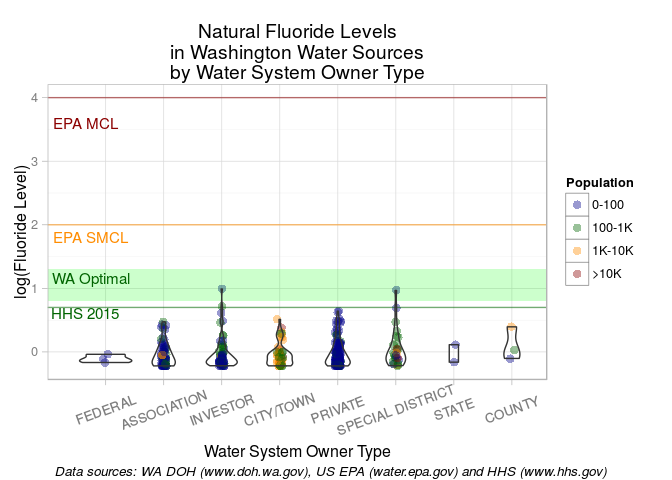 Natural Fluoride Levels
in Washington Water Sources
by Water System Owner Type
log(Fluoride Level)
4
3
2
1
0
EPA MCL
EPA SMCL
WA Optimal
HHS 2015
FEDERAL
ASSOCIATION
INVESTOR
CITY/TOWN
PRIVATE
SPECIAL DISTRICT
STATE
COUNTY
Water System Owner Type
Population
0-100
100-1K
1K-10K
>10K
Data sources: WA DOH (www.doh.wa.gov), US EPA (water.epa.gov) and HHS (www.hhs.gov)